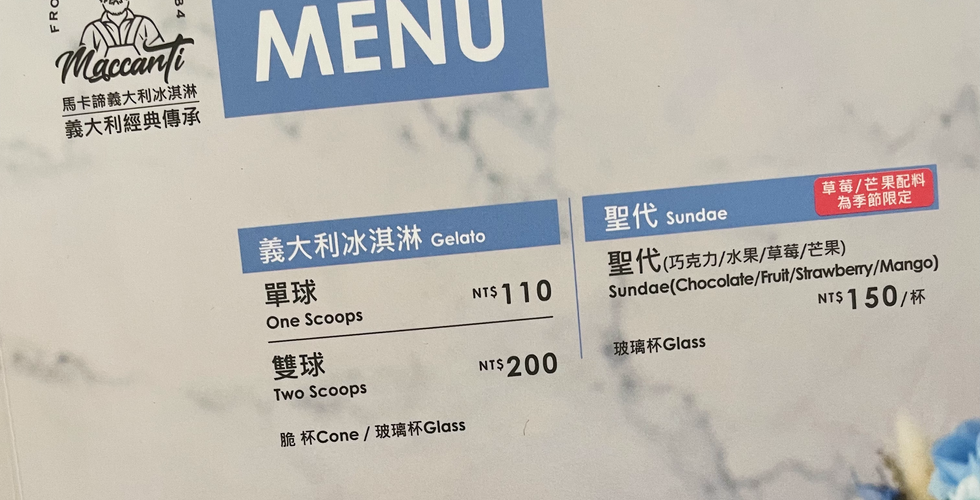 FRO
84
Maccanti
馬卡諦義大利冰淇淋
義大利經典傳承
MENU
義大利冰淇淋 Gelato
單球 NT$110
One Scoops
雙球 NT$200
Two Scoops
脆 杯Cone / 玻璃杯Glass
聖代 Sundae
草莓/芒果配料
為季節限定
聖代(巧克力/水果/草莓/芒果)
Sundae(Chocolate/Fruit/Strawberry/Mango)
NT$150/杯
玻璃杯Glass